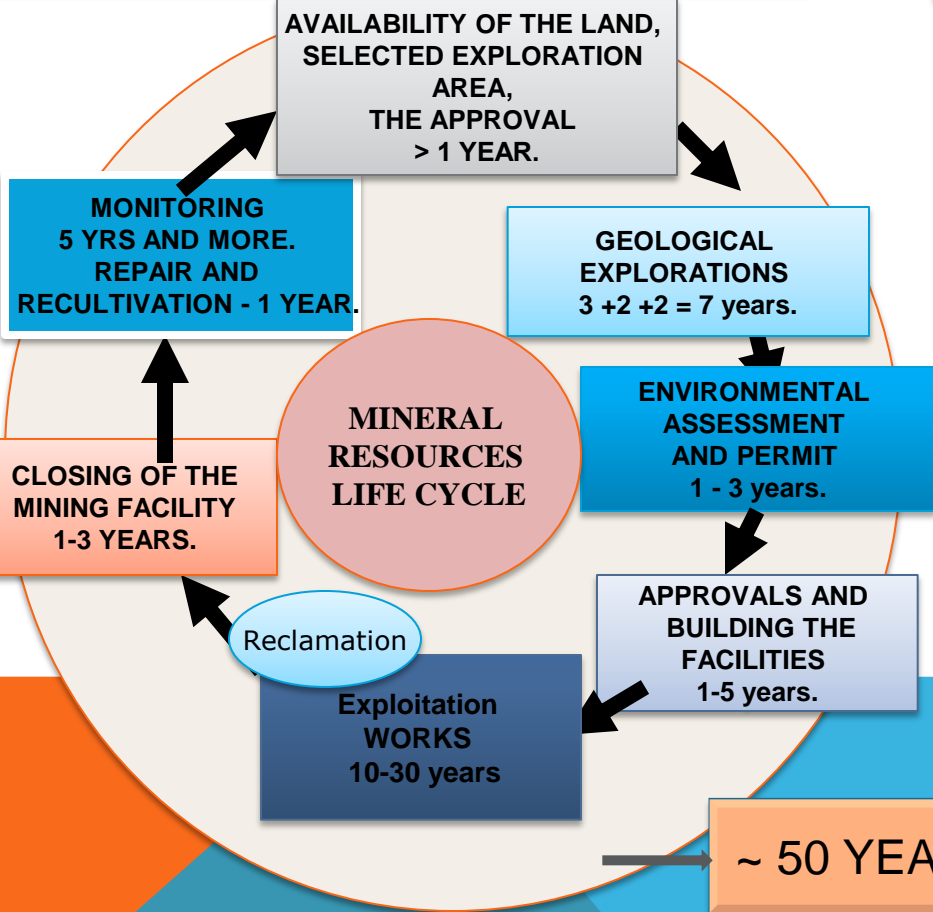 AVAILABILITY OF THE LAND,
SELECTED EXPLORATION
AREA,
THE APPROVAL
> 1 YEAR.
GEOLOGICAL
EXPLORATIONS
3 +2 +2 = 7 years.
ENVIRONMENTAL
ASSESSMENT
AND PERMIT
1 - 3 years.
APPROVALS AND
BUILDING THE
FACILITIES
1-5 years.
Exploitation
WORKS
10-30 years
Reclamation
CLOSING OF THE
MINING FACILITY
1-3 YEARS.
MONITORING
5 YRS AND MORE.
REPAIR AND
RECULTIVATION - 1 YEAR.
MINERAL
RESOURCES
LIFE CYCLE
~ 50 YEA